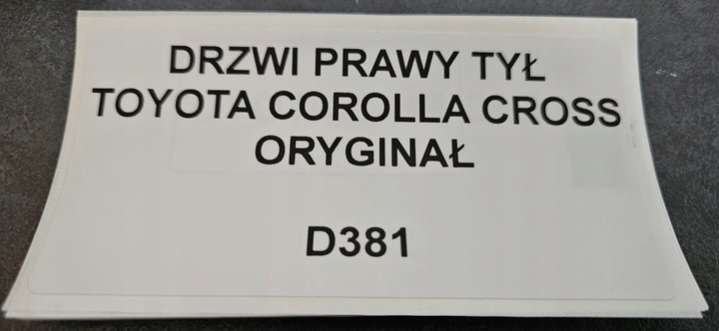 DRZWI PRAWY TYŁ
TOYOTA COROLLA CROSS
ORYGINAŁ
D381